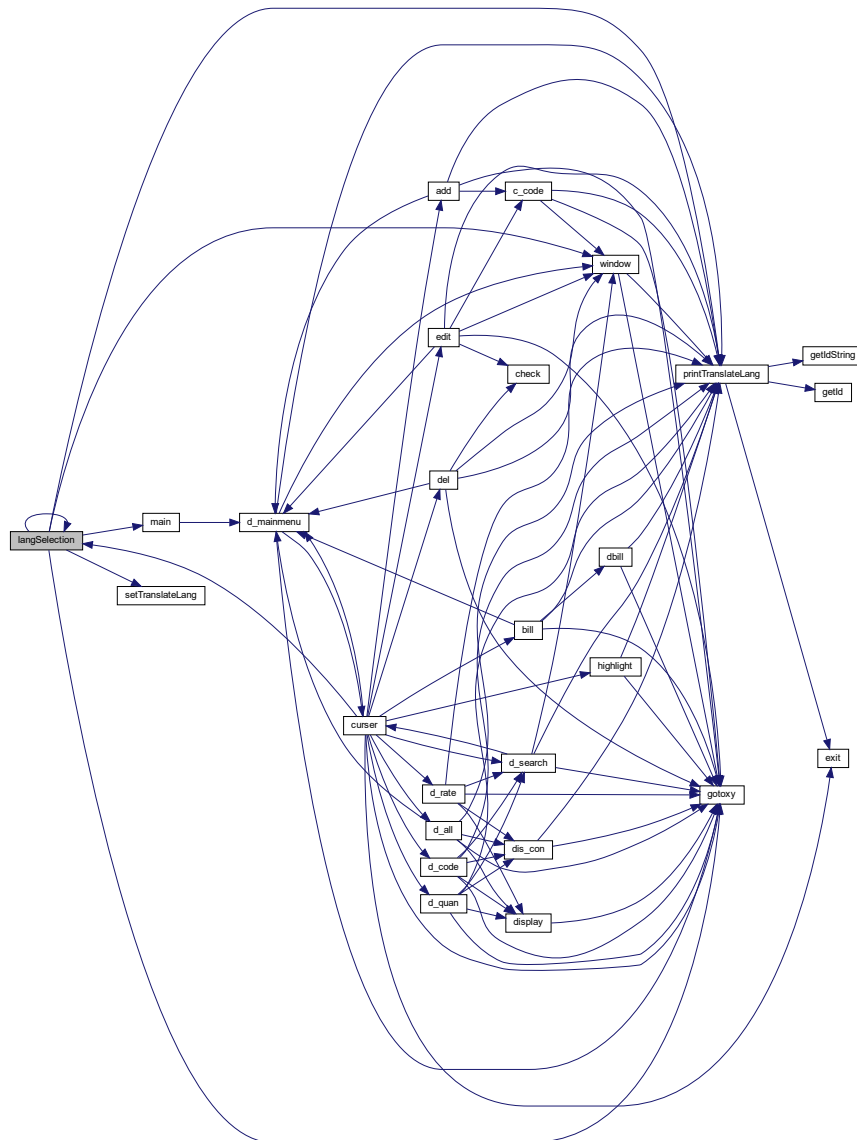 add
c_code
window
edit
getIdString
check
printTranslateLang
getId
del
main
d_mainmenu
langSelection
dbill
setTranslateLang
bill
highlight
curser
d_search
exit
d_rate
gotoxy
d_all
dis_con
d_code
d_quan
display